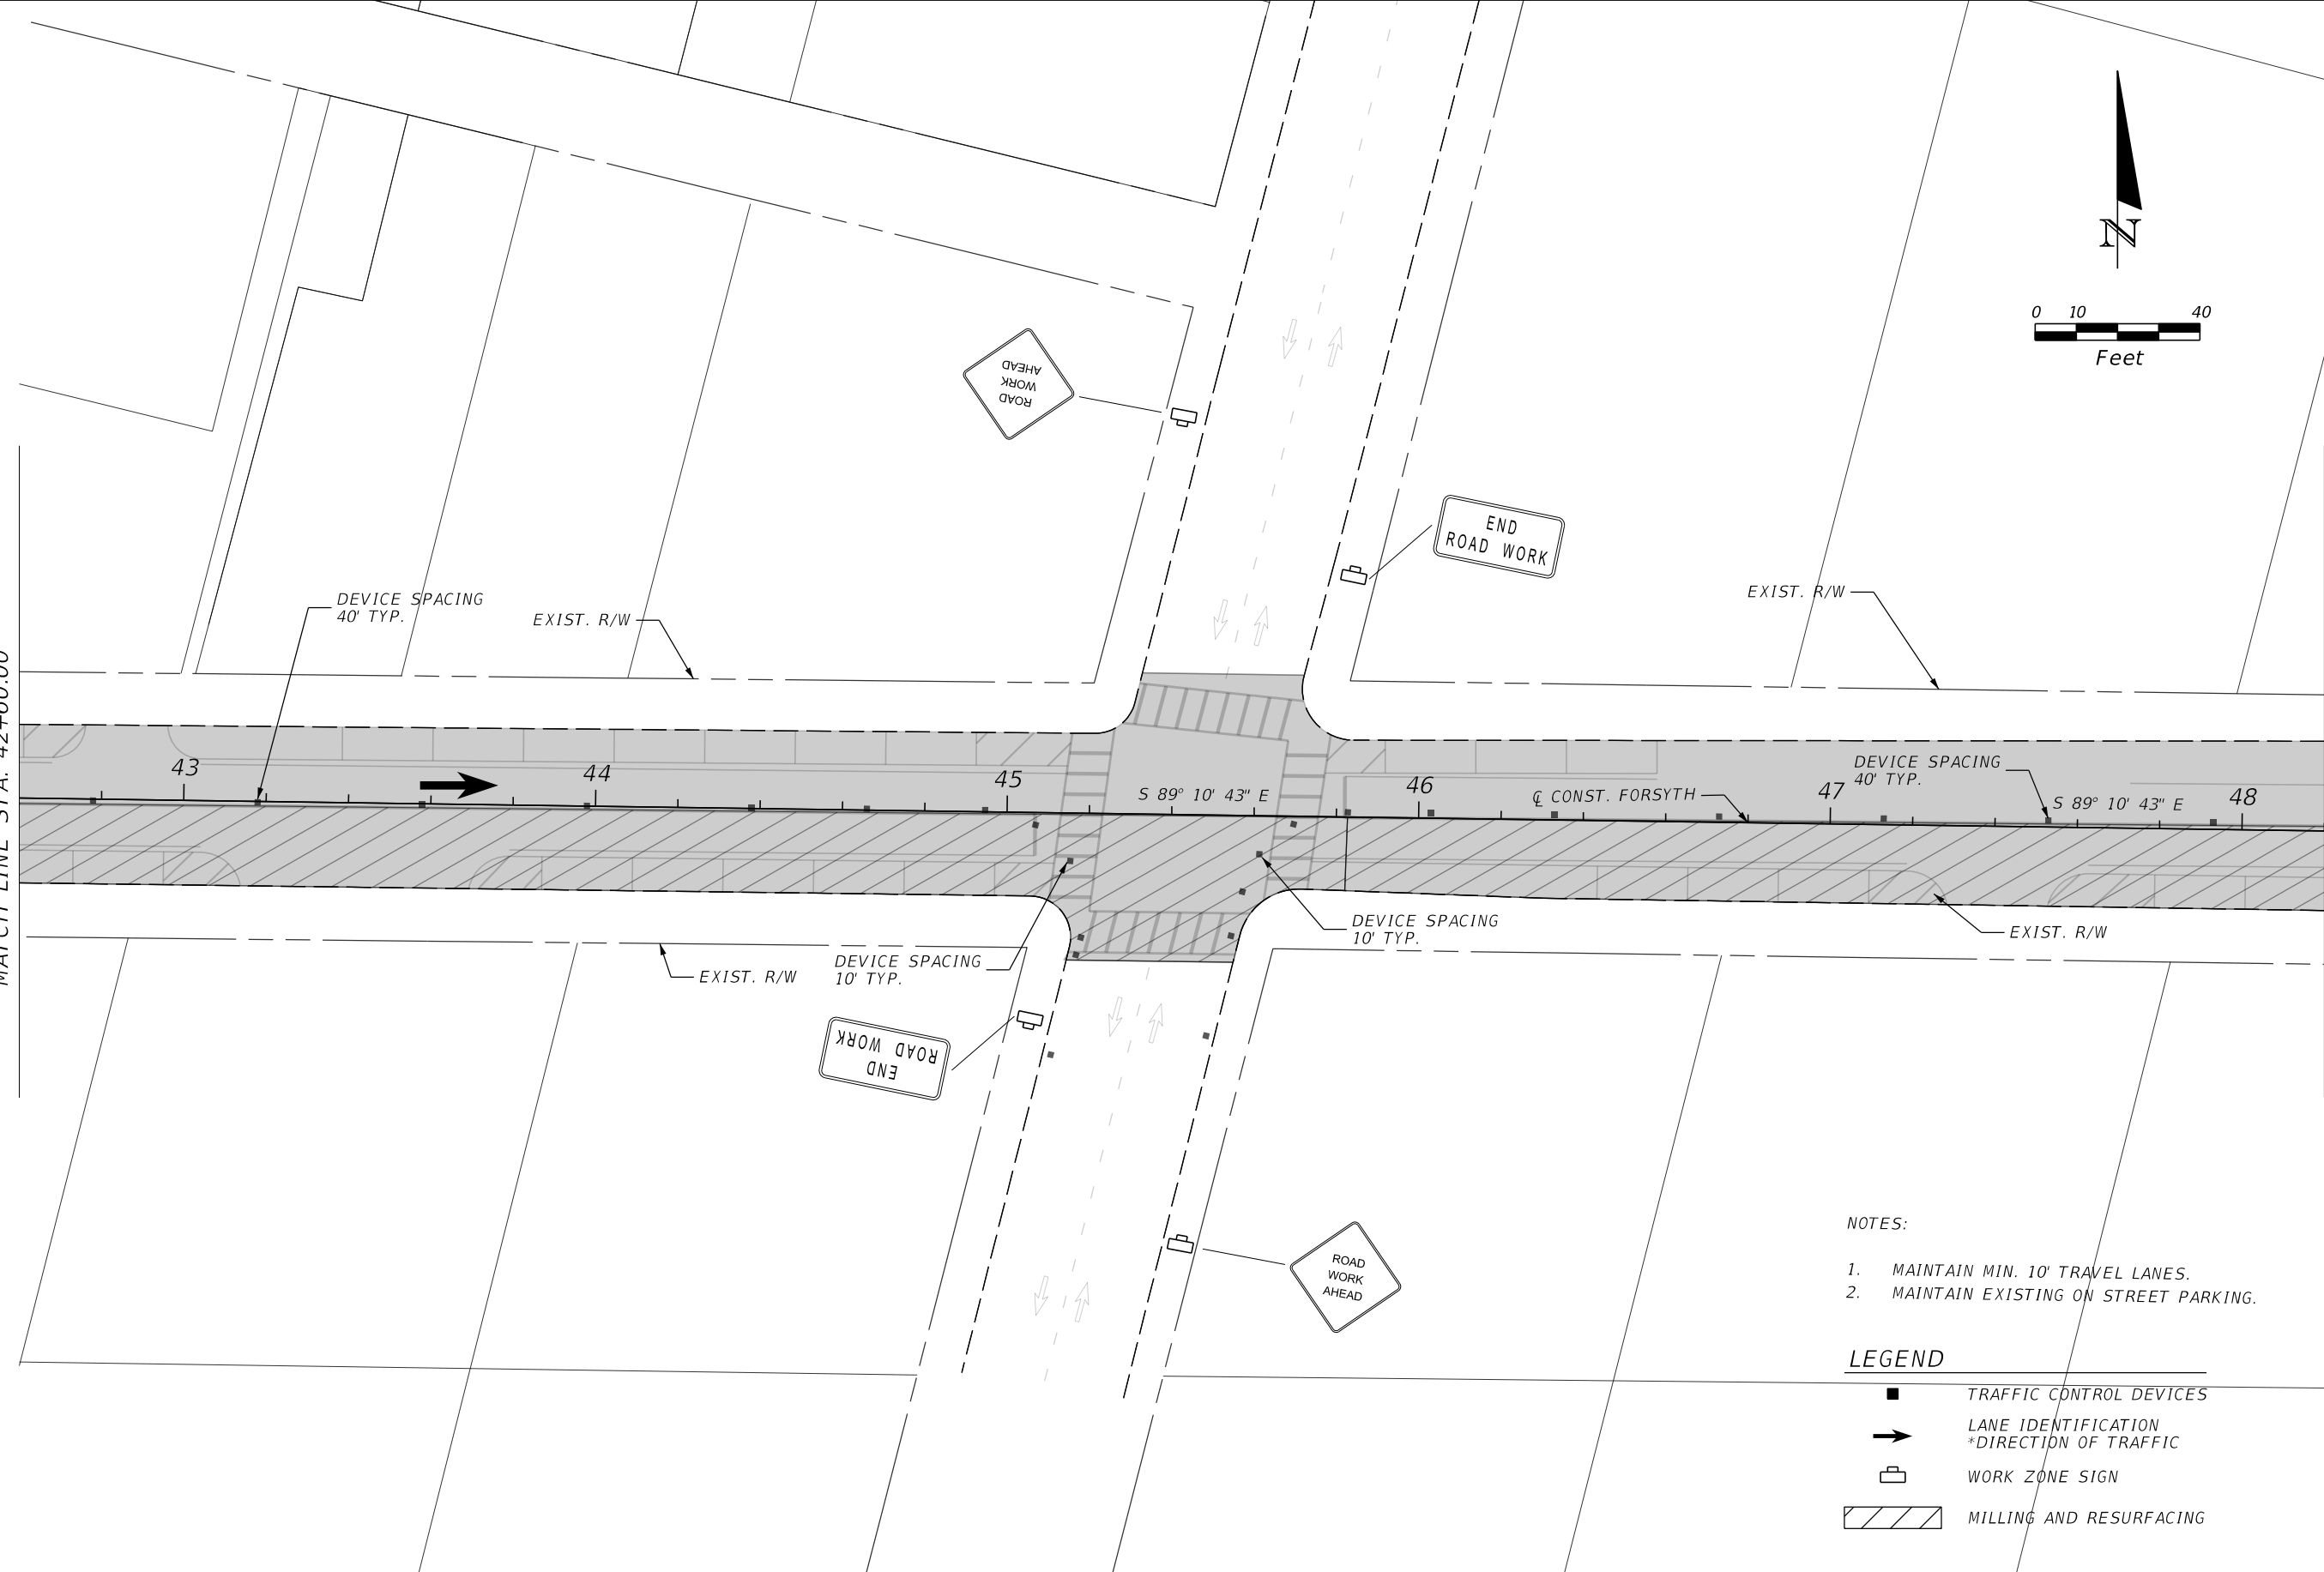 N
0 10 40
Feet
ROAD
WORK
AHEAD
END
ROAD WORK
DEVICE SPACING
40' TYP.
EXIST. R/W
EXIST. R/W
MATCH LINE STA. 42+60.00
43
44
45
46
47
48
S 89° 10' 43" E
℄ CONST. FORSYTH
DEVICE SPACING
40' TYP.
S 89° 10' 43" E
EXIST. R/W
DEVICE SPACING
10' TYP.
DEVICE SPACING
10' TYP.
EXIST. R/W
END
ROAD WORK
ROAD
WORK
AHEAD
NOTES:
1. MAINTAIN MIN. 10' TRAVEL LANES.
2. MAINTAIN EXISTING ON STREET PARKING.
LEGEND
TRAFFIC CONTROL DEVICES
LANE IDENTIFICATION
*DIRECTION OF TRAFFIC
WORK ZONE SIGN
MILLING AND RESURFACING